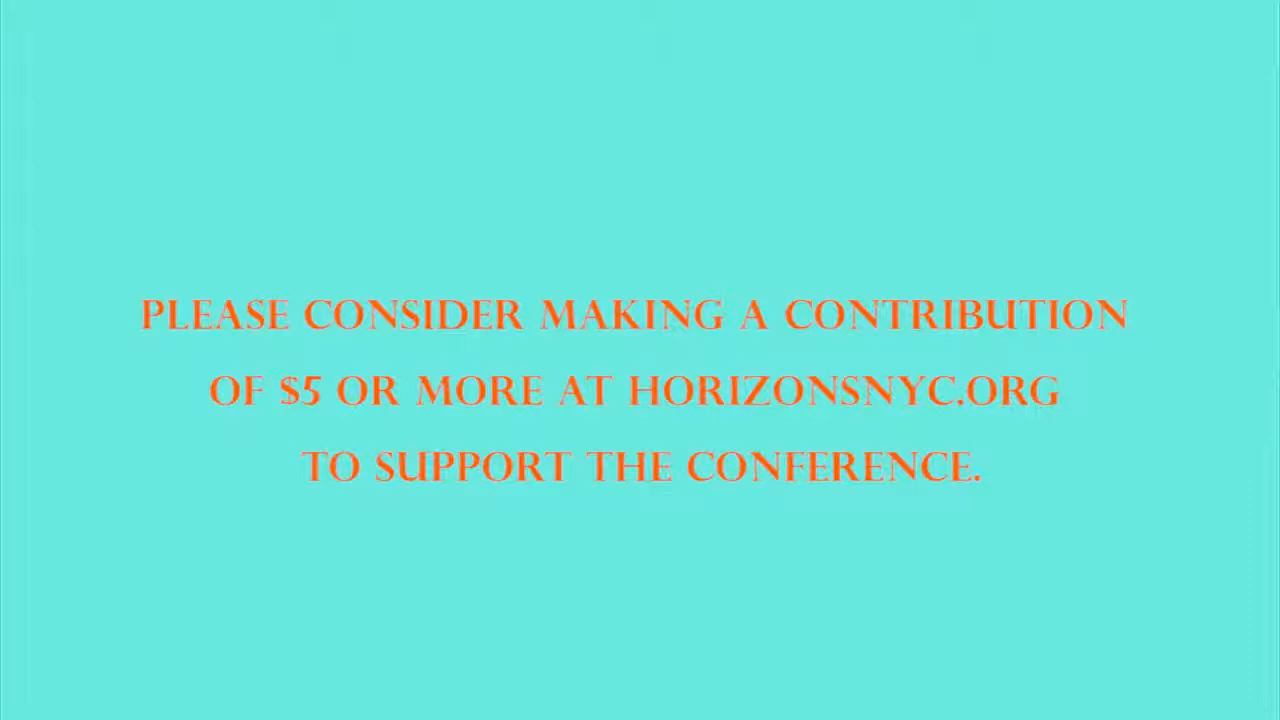 PLEASE CONSIDER MAKING A CONTRIBUTION
OF $5 OR MORE AT HORIZONSNYC.ORG
TO SUPPORT THE CONFERENCE.